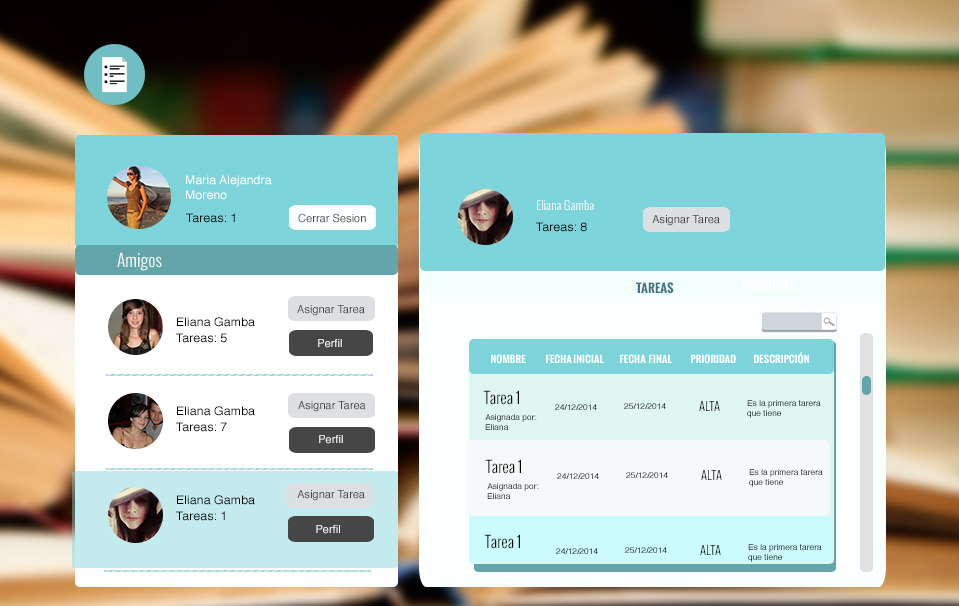 Maria Alejandra
Moreno
Tareas: 1
Cerrar Sesion
Amigos
Eliana Gamba
Tareas: 5
Asignar Tarea
Perfil
Eliana Gamba
Tareas: 7
Asignar Tarea
Perfil
Eliana Gamba
Tareas: 1
Asignar Tarea
Perfil
Eliana Gamba
Tareas: 8
Asignar Tarea
TAREAS
NOMBRE FECHA INICIAL FECHA FINAL PRIORIDAD DESCRIPCIÓN
Tarea 1
Asignada por:
Eliana
24/12/2014
25/12/2014
ALTA
Es la primera tarera
que tiene
Tarea 1
Asignada por:
Eliana
24/12/2014
25/12/2014
ALTA
Es la primera tarera
que tiene
Tarea 1
24/12/2014
25/12/2014
ALTA
Es la primera tarera
que tiene